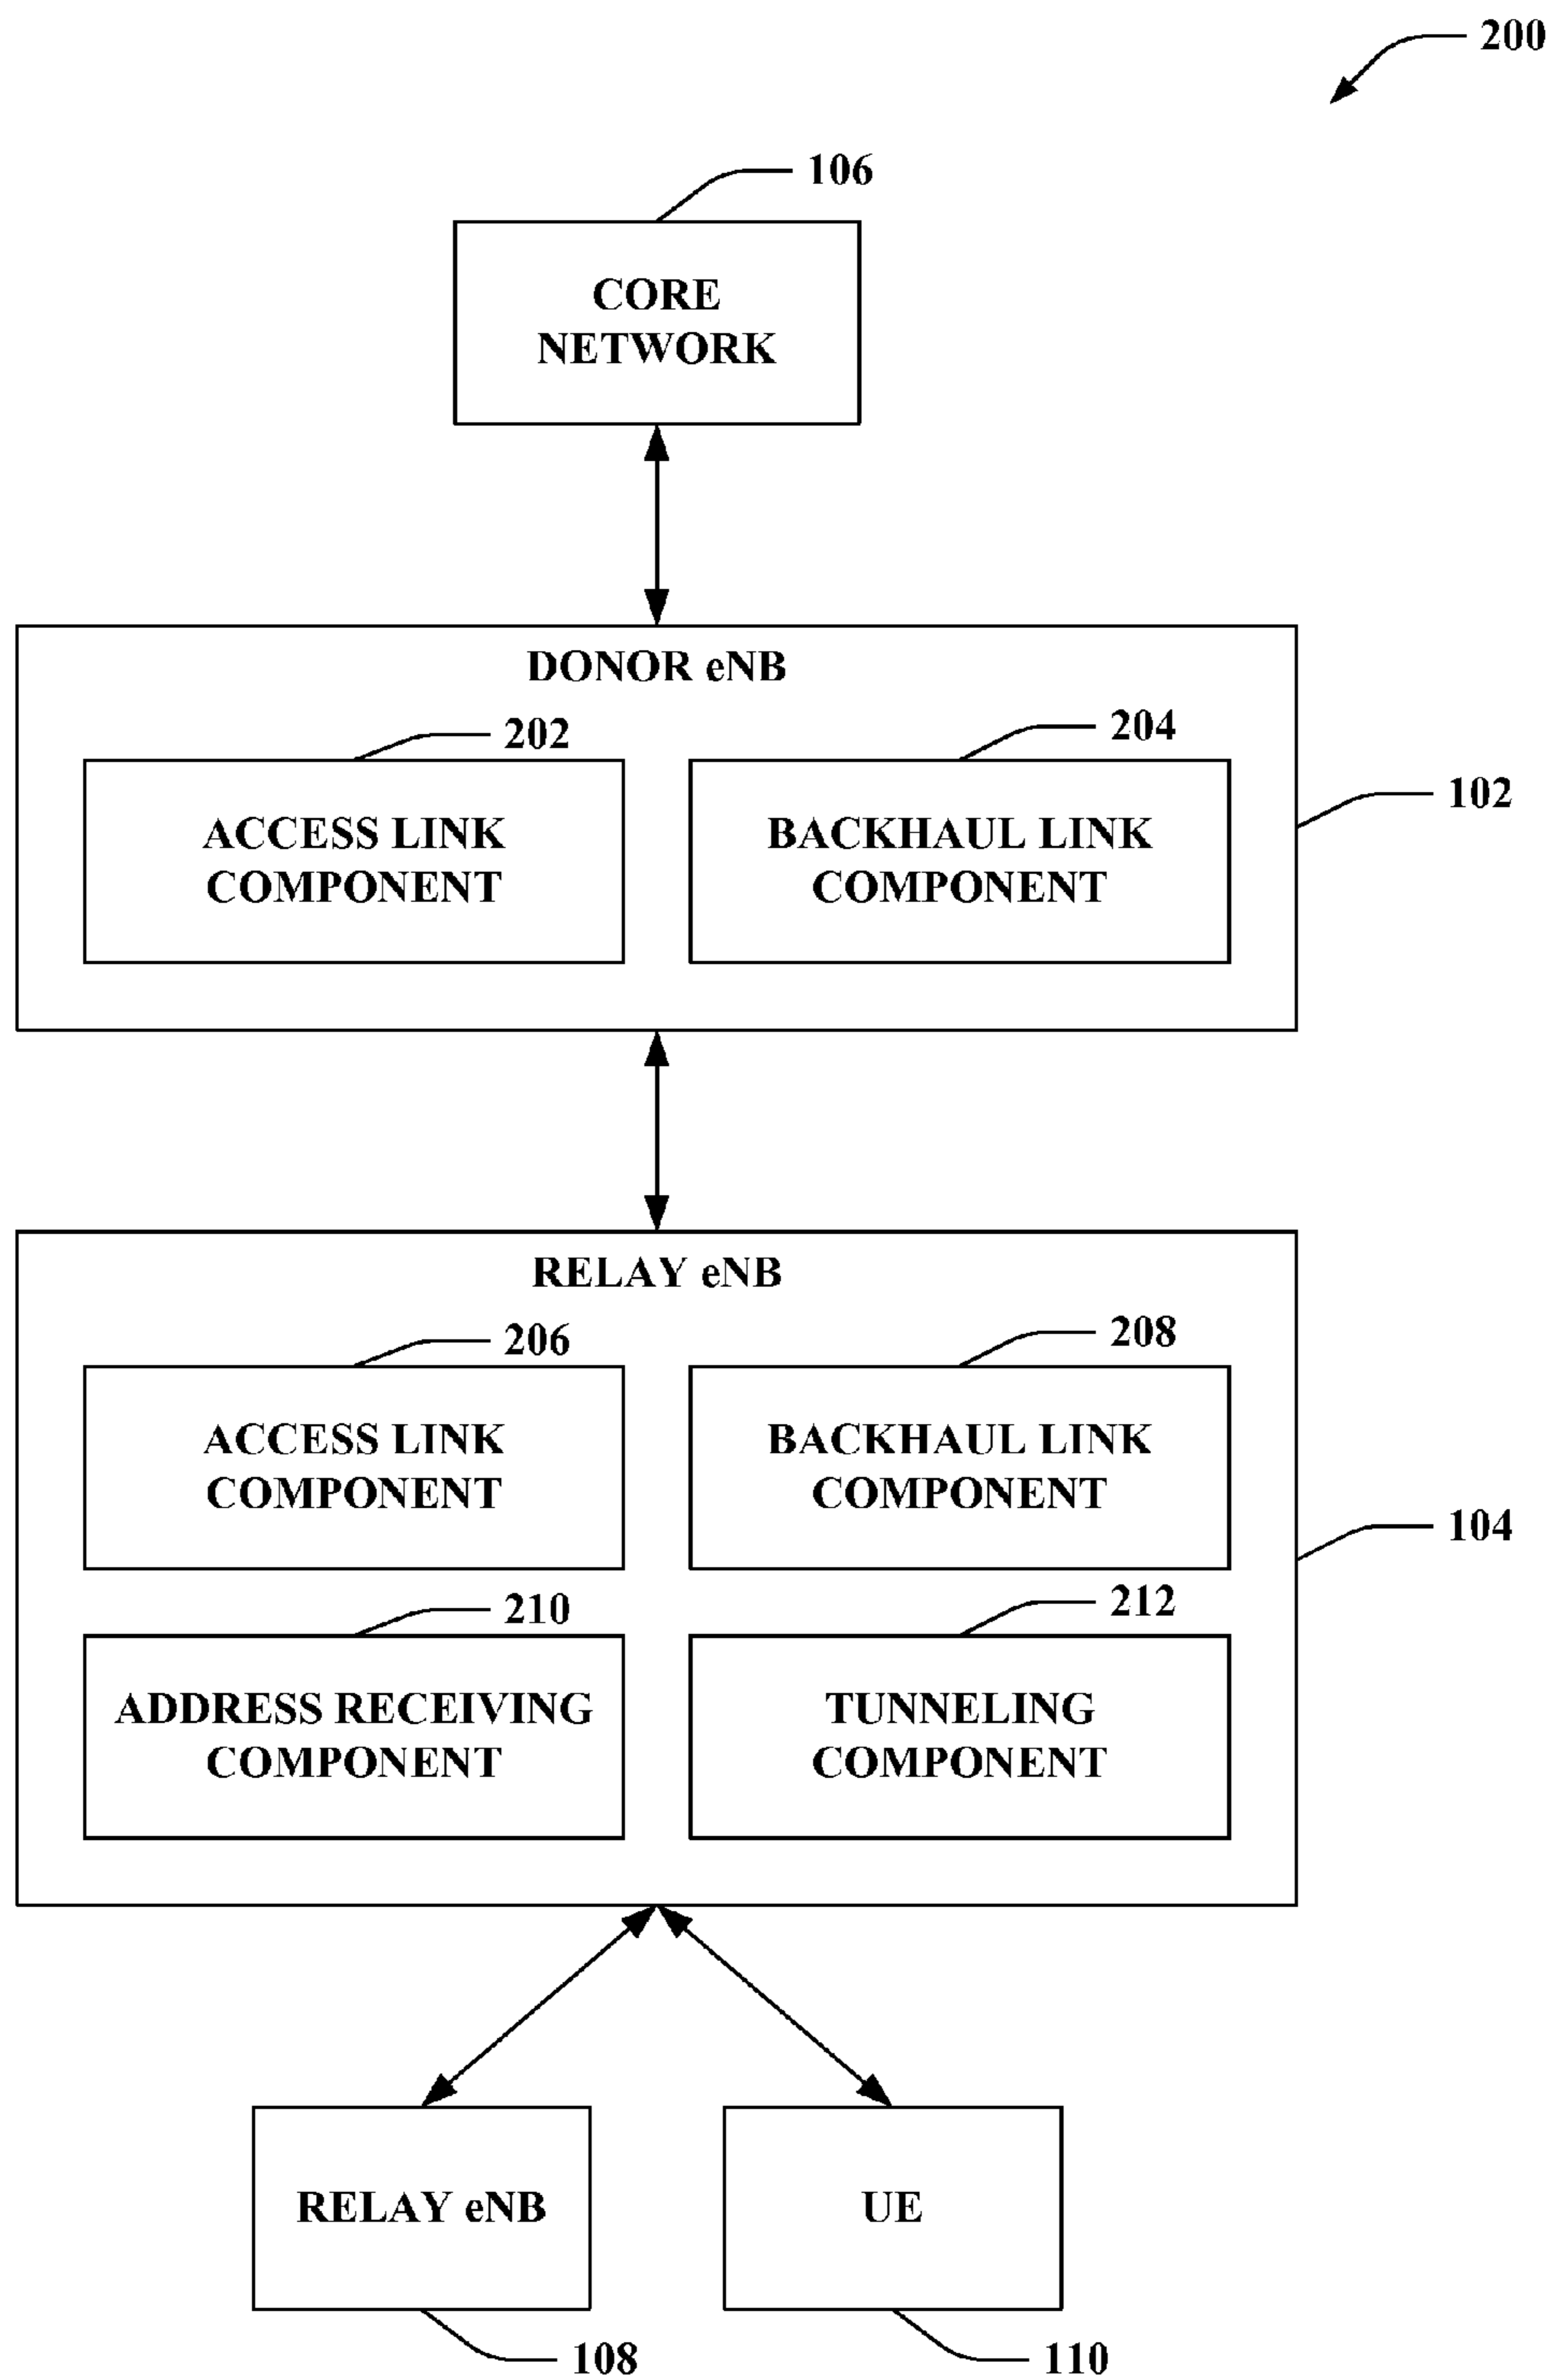 200
106
CORE
NETWORK
DONOR eNB
202
204
ACCESS LINK
COMPONENT
BACKHAUL LINK
COMPONENT
102
RELAY eNB
206
208
ACCESS LINK
COMPONENT
BACKHAUL LINK
COMPONENT
104
210
212
ADDRESS RECEIVING
COMPONENT
TUNNELING
COMPONENT
RELAY eNB
UE
108
110